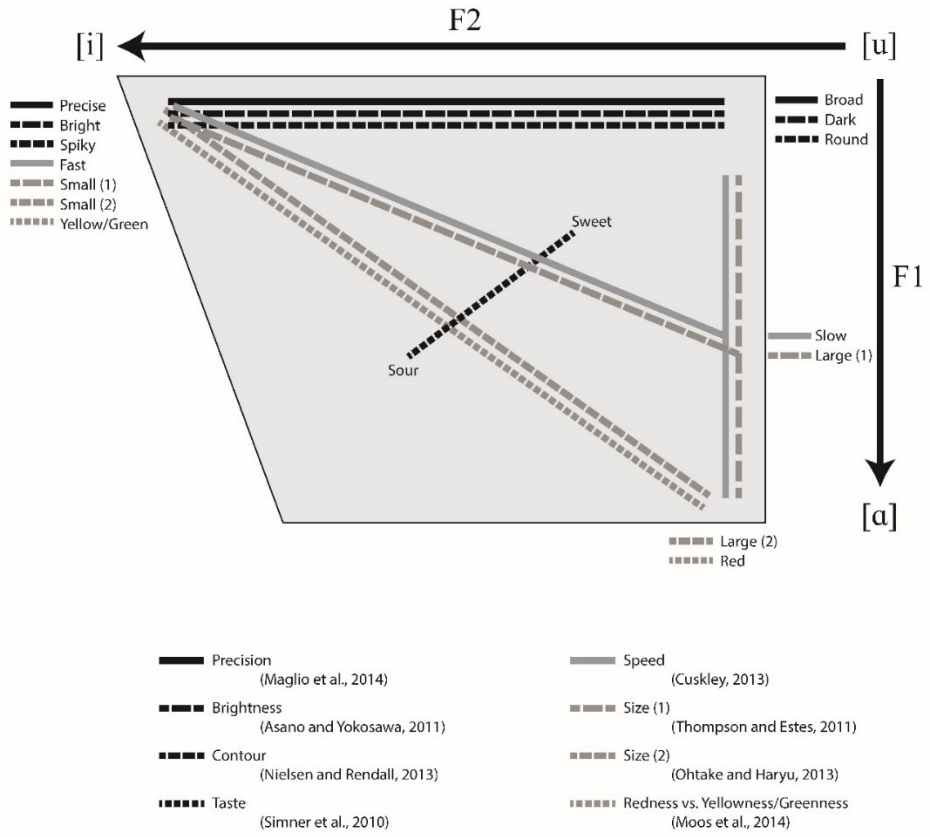 F2
[i]
[u]
Precise
Bright
Spiky
Fast
Small (1)
Small (2)
Yellow/Green
Broad
Dark
Round
Sweet
Sour
F1
Slow
Large (1)
[ɑ]
Large (2)
Red
Precision
(Maglio et al., 2014)
Brightness
(Asano and Yokosawa, 2011)
Contour
(Nielsen and Rendall, 2013)
Taste
(Simner et al., 2010)
Speed
(Cuskley, 2013)
Size (1)
(Thompson and Estes, 2011)
Size (2)
(Ohtake and Haryu, 2013)
Redness vs. Yellowness/Greenness
(Moos et al., 2014)